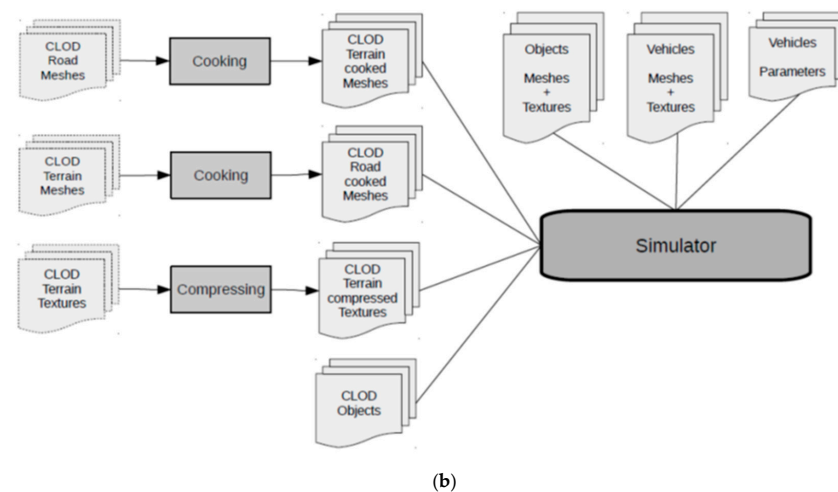 CLOD
Road
Meshes
Cooking
CLOD
Terrain
cooked
Meshes
CLOD
Terrain
Meshes
Cooking
CLOD
Road
cooked
Meshes
CLOD
Terrain
Textures
Compressing
CLOD
Terrain
compressed
Textures
CLOD
Objects
Objects
Meshes
+
Textures
Vehicles
Meshes
+
Textures
Vehicles
Parameters
Simulator
(b)